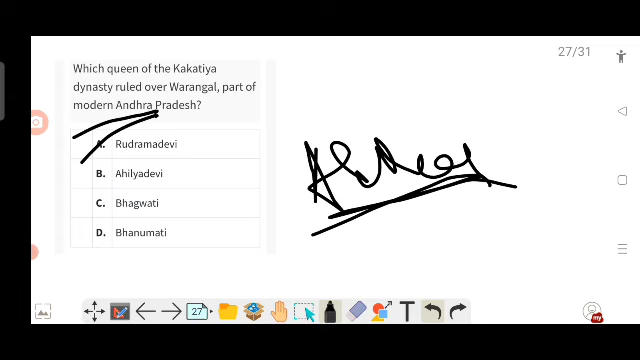 27/31
Which queen of the Kakatiya
dynasty ruled over Warangal, part of
modern Andhra Pradesh?
A. Rudramadevi
B. Ahilyadevi
C. Bhagwati
D. Bhanumati
27
T
my